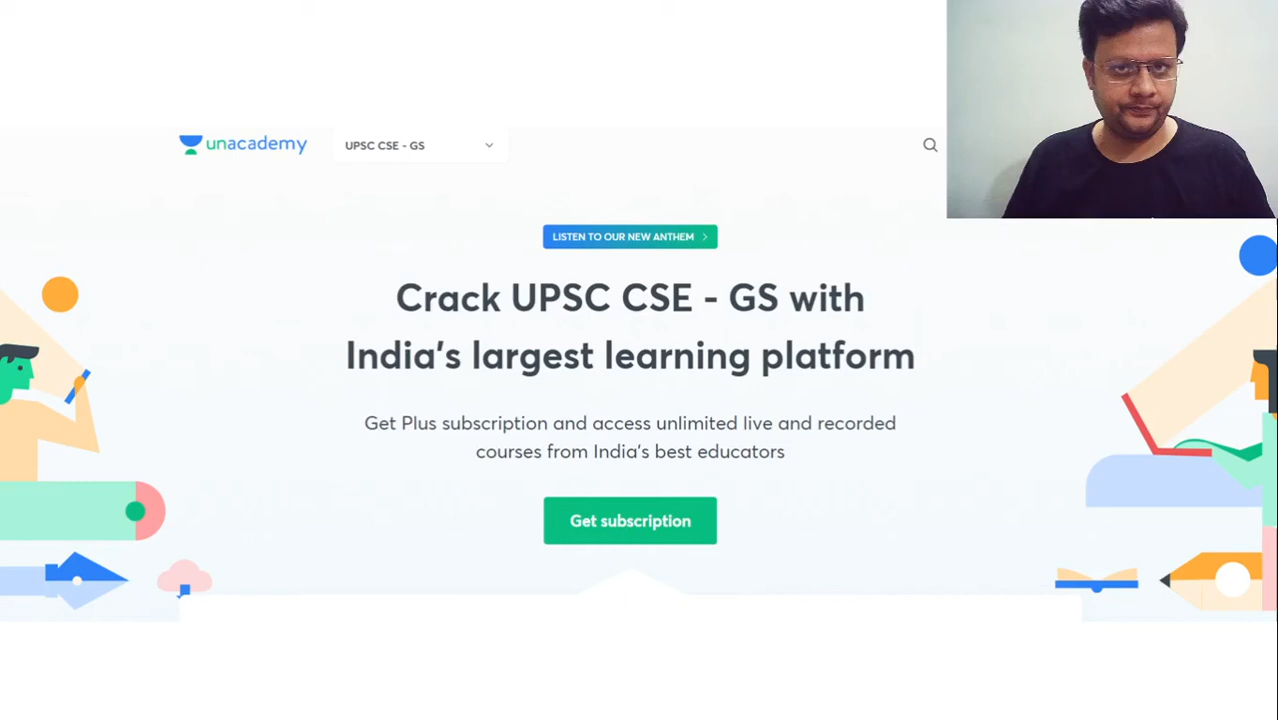 unacademy
UPSC CSE - GS
LISTEN TO OUR NEW ANTHEM
Crack UPSC CSE - GS with
India's largest learning platform
Get Plus subscription and access unlimited live and recorded
courses from India's best educators
Get subscription